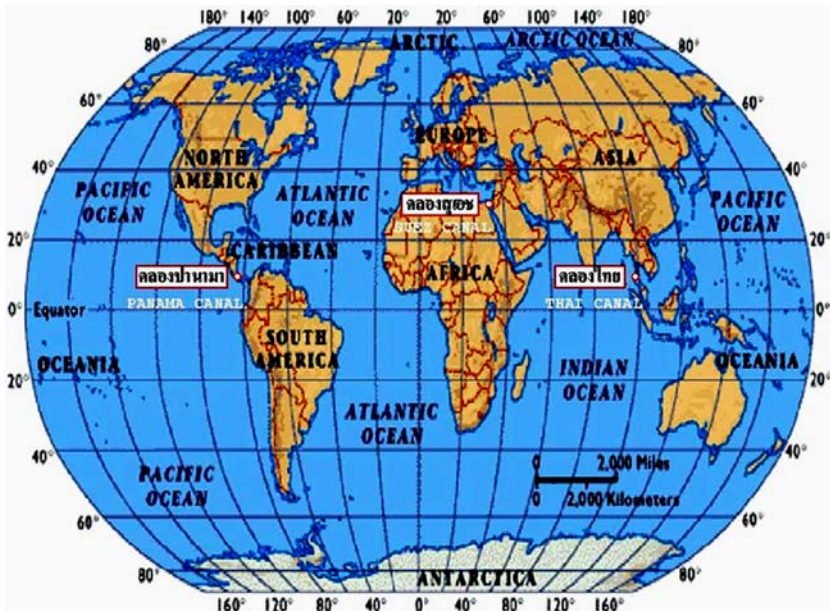 180° 140° 100° 60° 20° 20° 60° 100° 140° 180°
ARCTIC
ARCTIC OCEAN
80°
80°
60°
60°
EUROPE
NORTH
AMERICA
ASIA
40°
40°
PACIFIC
OCEAN
ATLANTIC
OCEAN
PACIFIC
OCEAN
คลองสุเอซ
SUEZ CANAL
20°
20°
CARIBBEAN
AFRICA
คลองปานามา
PANAMA CANAL
คลองไทย
THAI CANAL
0°
Equator
0°
SOUTH
AMERICA
OCEANIA
INDIAN
OCEAN
OCEANIA
20°
20°
ATLANTIC
OCEAN
40°
40°
PACIFIC
OCEAN
0 2,000 Miles
0 2,000 Kilometers
60°
60°
80°
80°
ANTARCTICA
160° 120° 80° 40° 0° 40° 80° 120° 160°